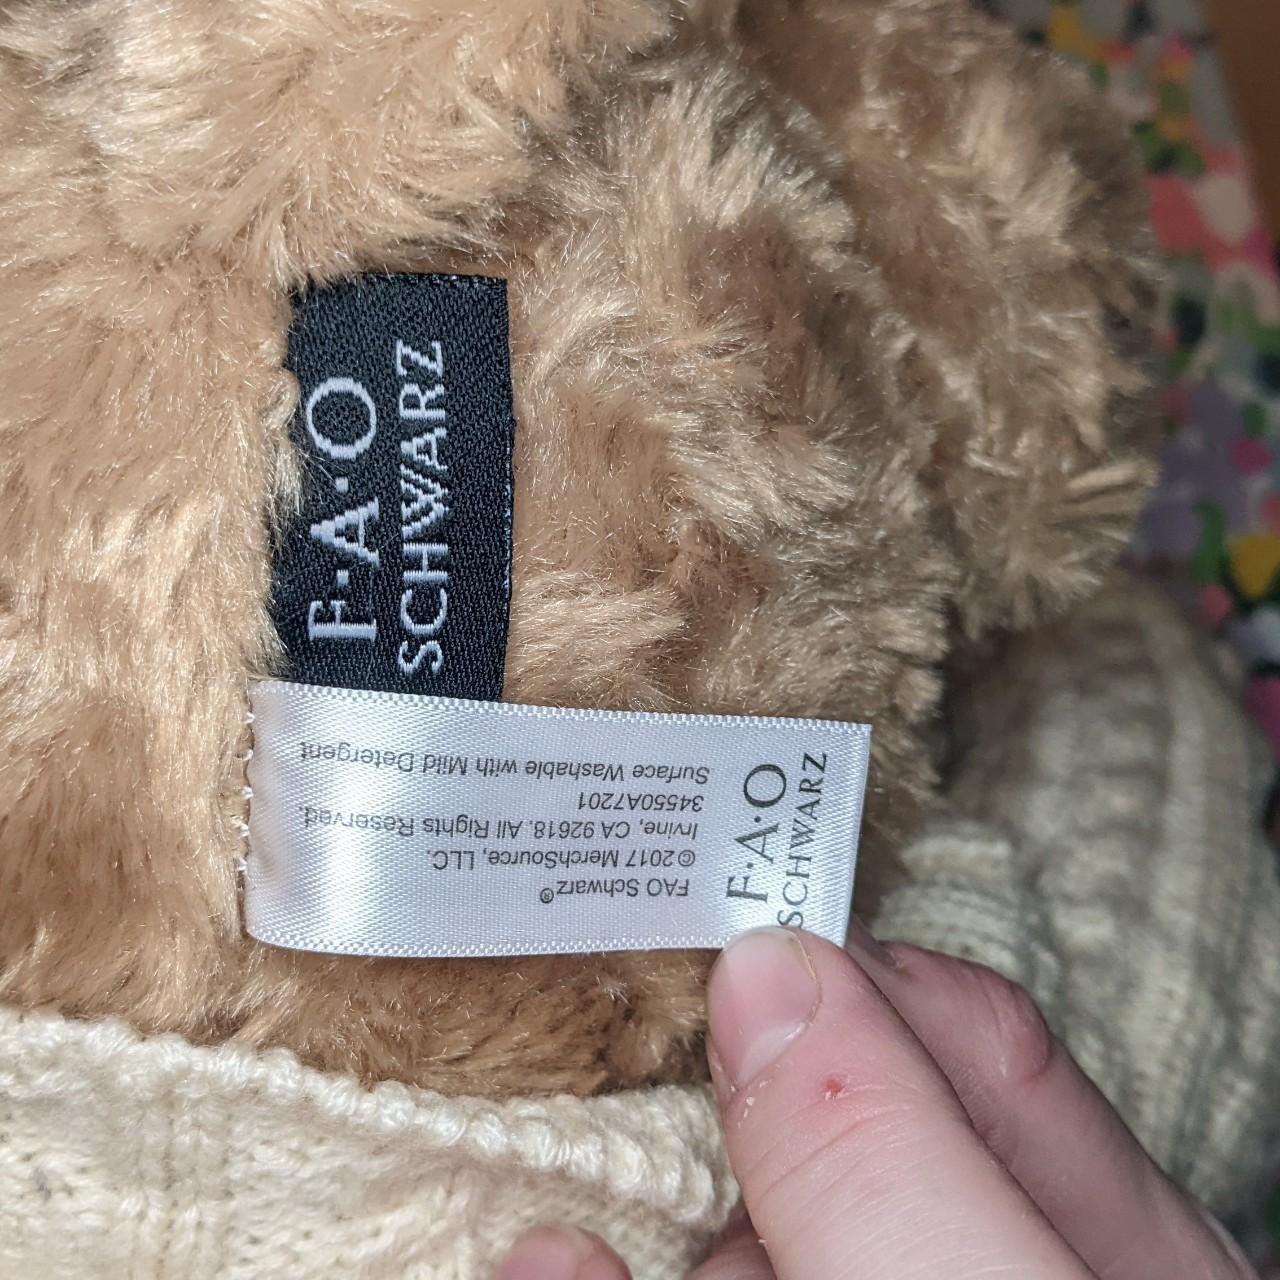 F·A·O
SCHWARZ
F·A·O
SCHWARZ
FAO Schwarz®
©2017 MerchSource, LLC.
Irvine, CA 92618. All Rights Reserved.
34550A7201
Surface Washable with Mild Detergent